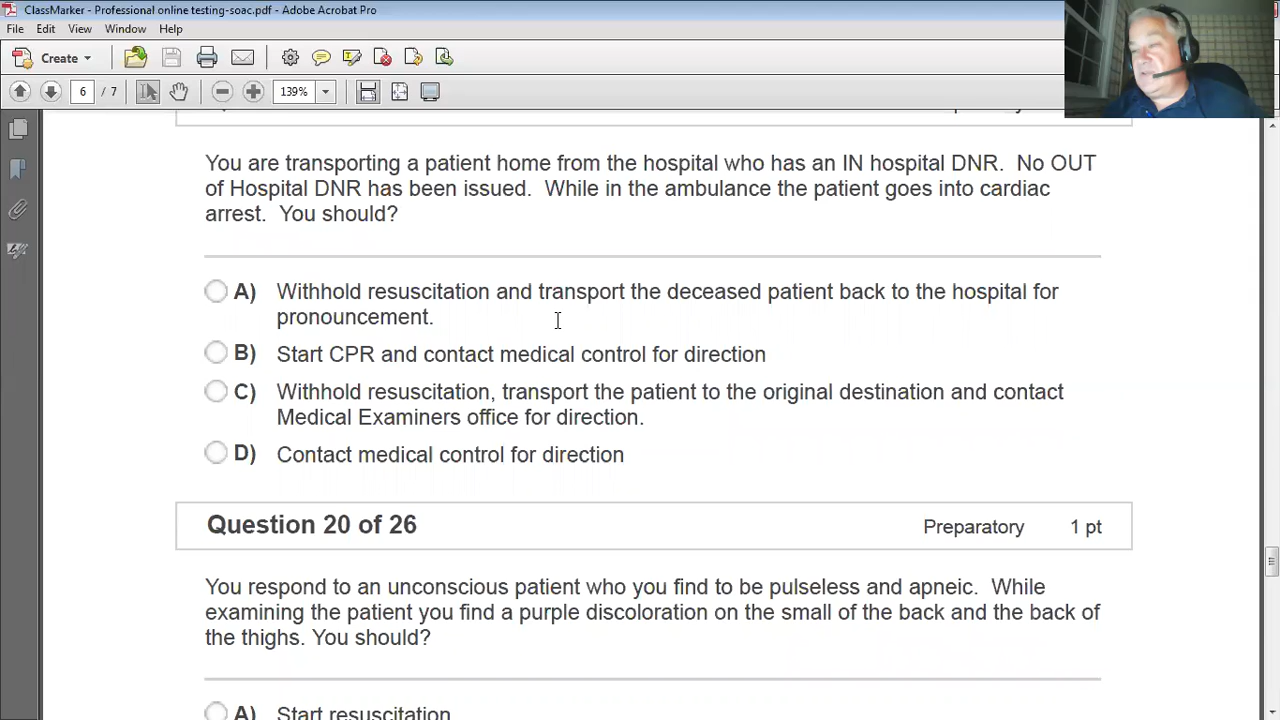 ClassMarker - Professional online testing-soac.pdf - Adobe Acrobat Pro
File Edit View Window Help
Create
6 / 7 139%
You are transporting a patient home from the hospital who has an IN hospital DNR. No OUT
of Hospital DNR has been issued. While in the ambulance the patient goes into cardiac
arrest. You should?
A) Withhold resuscitation and transport the deceased patient back to the hospital for
pronouncement.
B) Start CPR and contact medical control for direction
C) Withhold resuscitation, transport the patient to the original destination and contact
Medical Examiners office for direction.
D) Contact medical control for direction
Question 20 of 26 Preparatory 1 pt
You respond to an unconscious patient who you find to be pulseless and apneic. While
examining the patient you find a purple discoloration on the small of the back and the back of
the thighs. You should?
A) Start resuscitation